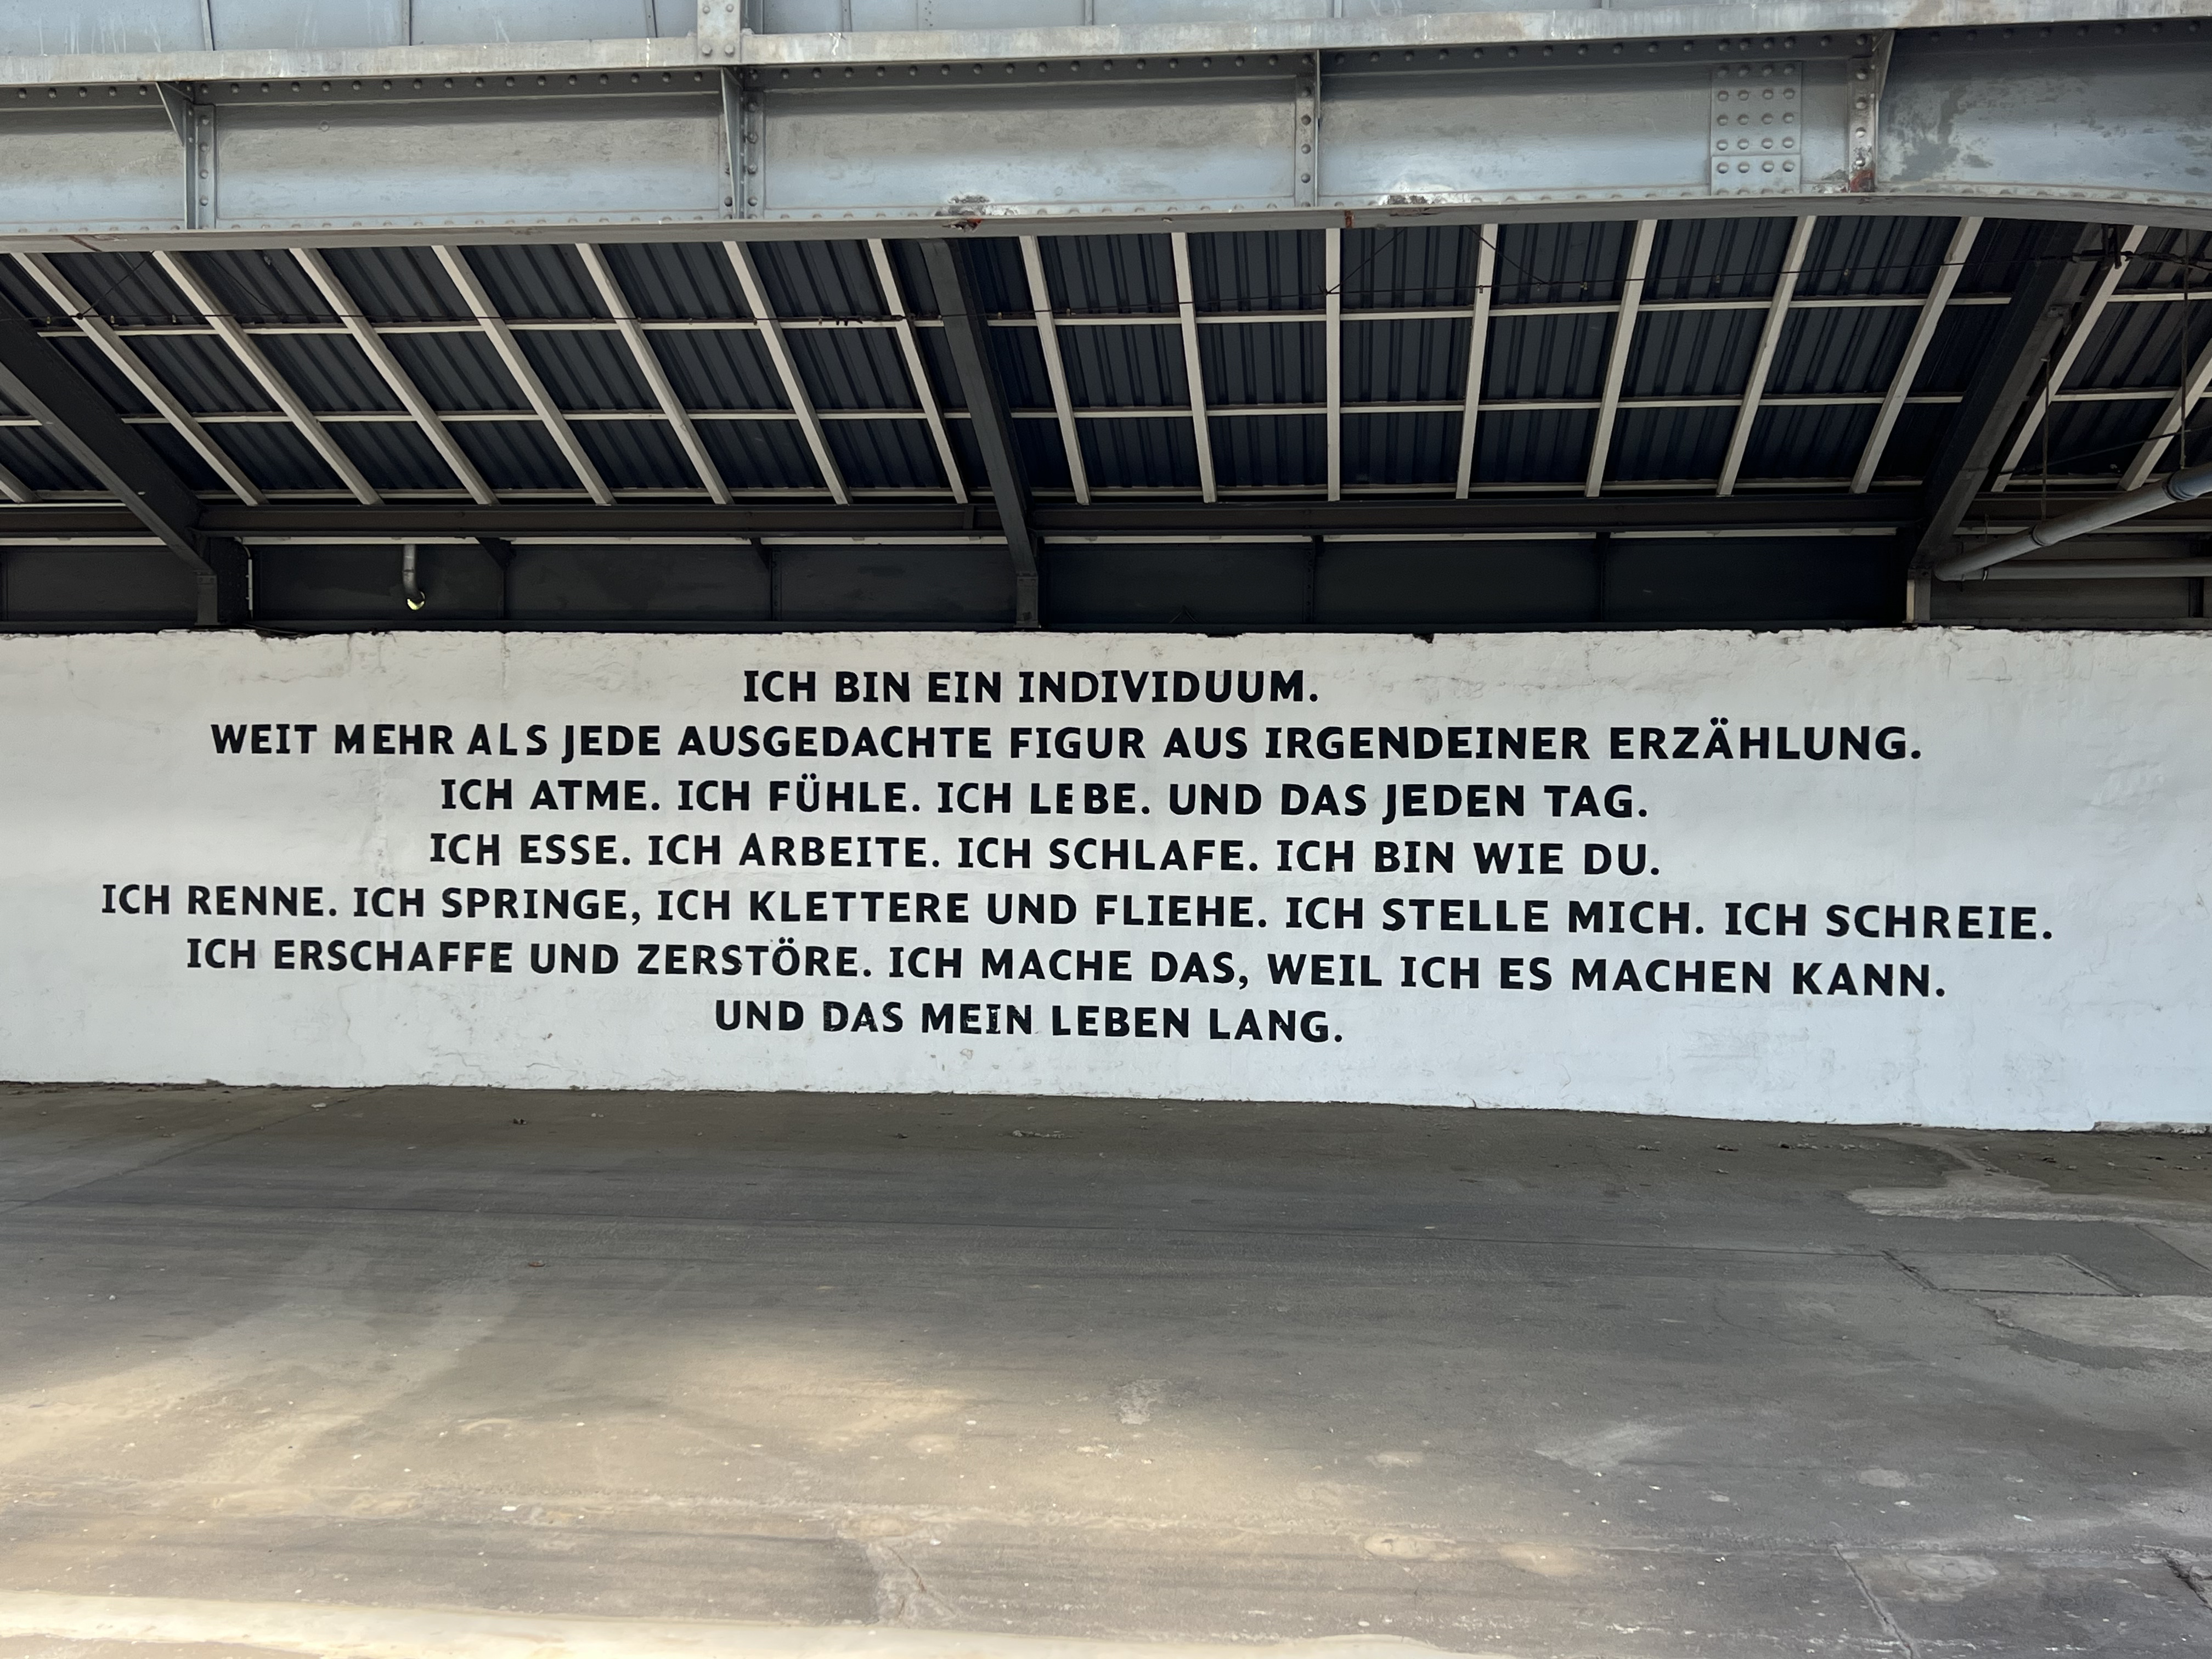 ICH BIN EIN INDIVIDUUM.
WEIT MEHR ALS JEDE AUSGEDACHTE FIGUR AUS IRGENDEINER ERZÄHLUNG.
ICH ATME. ICH FÜHLE. ICH LEBE. UND DAS JEDEN TAG.
ICH ESSE. ICH ARBEITE. ICH SCHLAFE. ICH BIN WIE DU.
ICH RENNE. ICH SPRINGE, ICH KLETTERE UND FLIEHE. ICH STELLE MICH. ICH SCHREIE.
ICH ERSCHAFFE UND ZERSTÖRE. ICH MACHE DAS, WEIL ICH ES MACHEN KANN.
UND DAS MEIN LEBEN LANG.